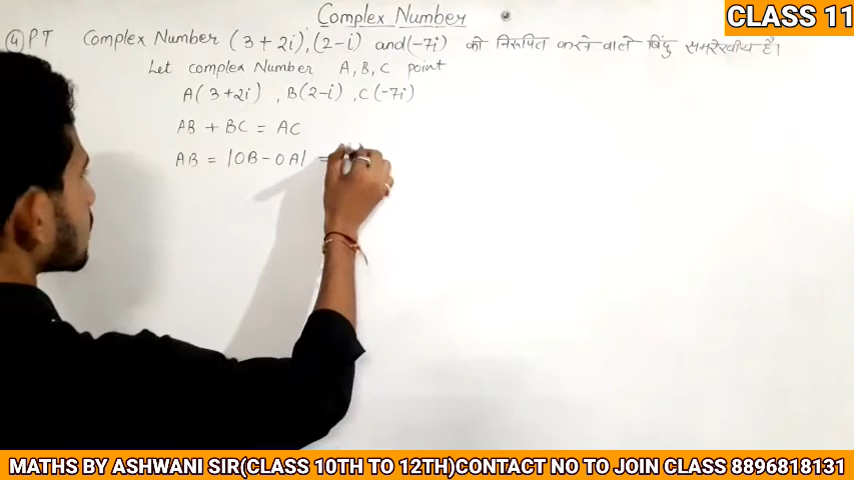 Complex Number
CLASS 11
(4) PT Complex Number (3+2i), (2-i) and (-7i) को निरूपित करने वाले बिंदु समरेखीय है।
Let complex Number A, B, C point
A(3+2i), B(2-i), C(-7i)
AB + BC = AC
AB = |OB - OA| =
MATHS BY ASHWANI SIR(CLASS 10TH TO 12TH)CONTACT NO TO JOIN CLASS 8896818131